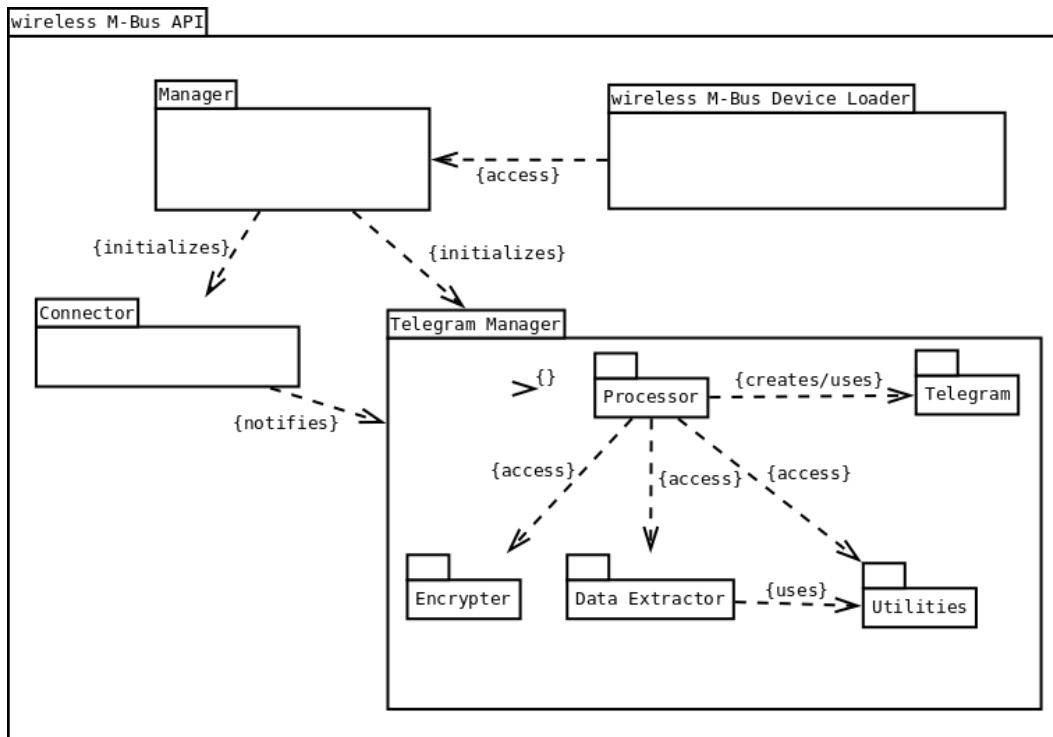 wireless M-Bus API
Manager
wireless M-Bus Device Loader
{access}
{initializes}
{initializes}
Connector
Telegram Manager
{}
{creates/uses}
Processor
Telegram
{notifies}
{access}
{access}
{access}
Encrypter
Data Extractor
{uses}
Utilities